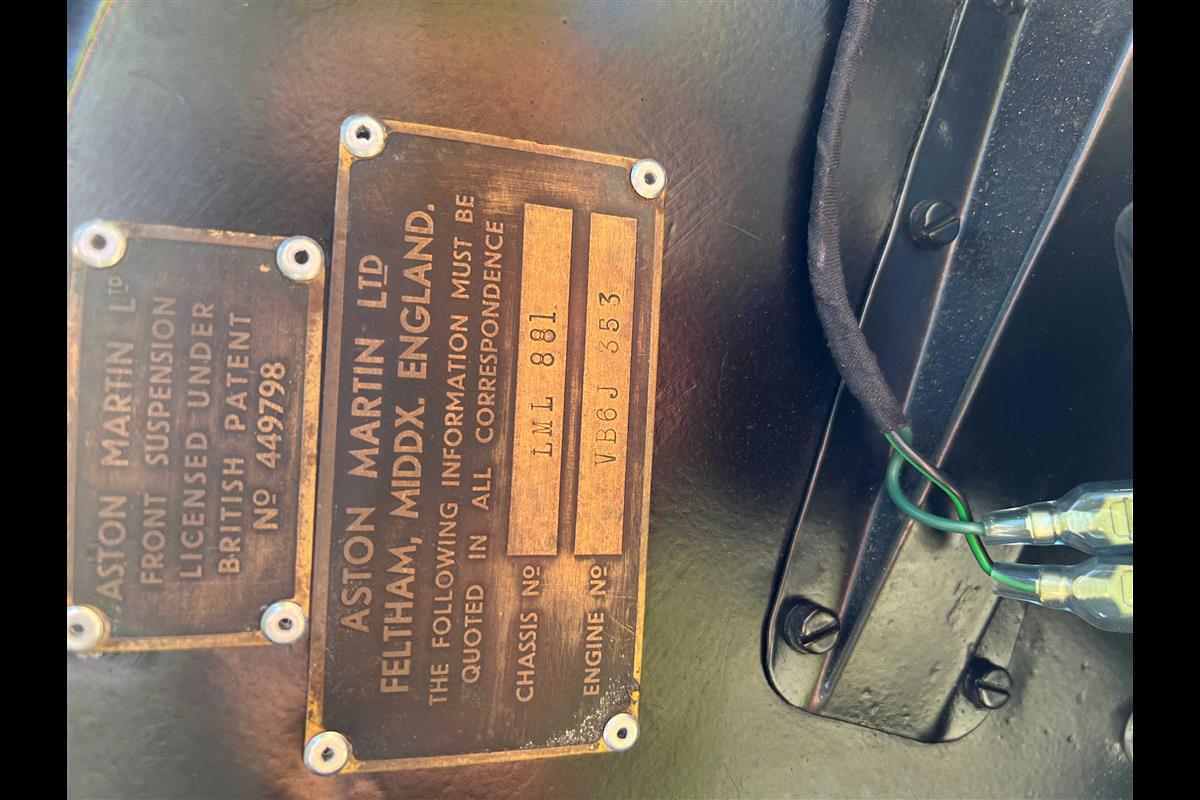 ASTON MARTIN LTD
FRONT SUSPENSION
LICENSED UNDER
BRITISH PATENT
Nº 449798
ASTON MARTIN LTD
FELTHAM, MIDDX. ENGLAND.
THE FOLLOWING INFORMATION MUST BE
QUOTED IN ALL CORRESPONDENCE
CHASSIS Nº LML 881
ENGINE Nº VB6J 353